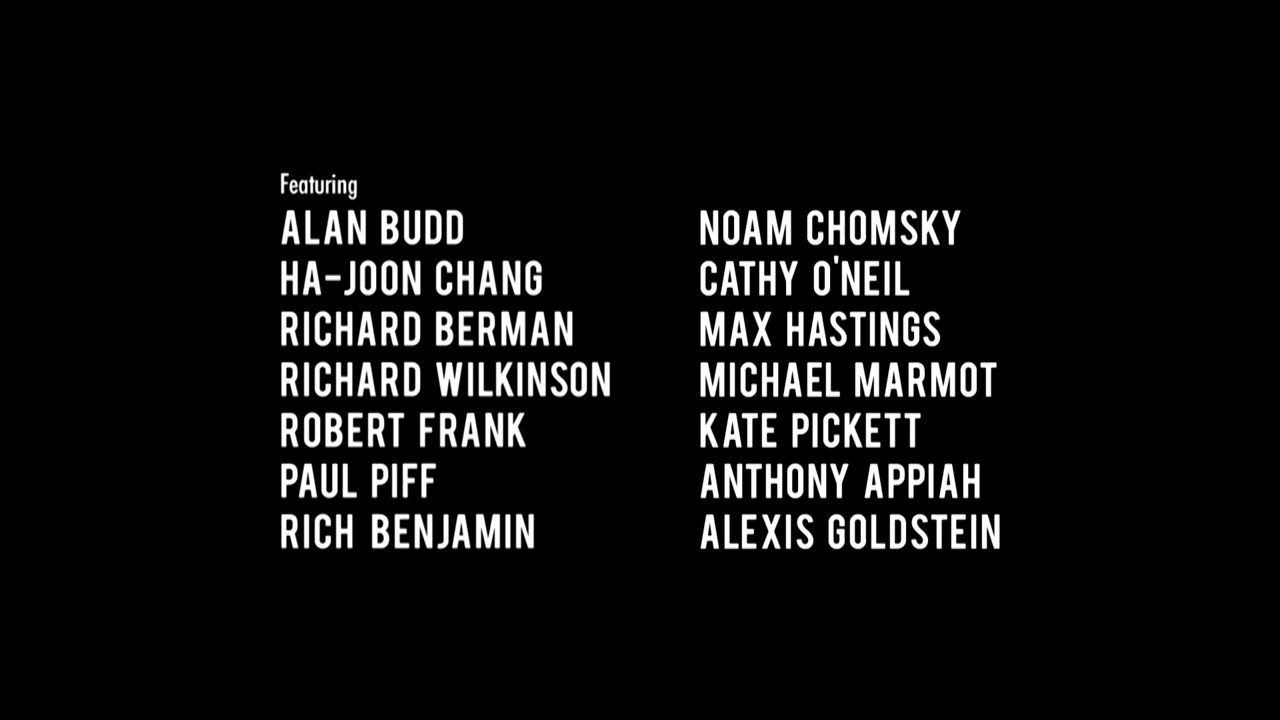 Featuring
ALAN BUDD
HA-JOON CHANG
RICHARD BERMAN
RICHARD WILKINSON
ROBERT FRANK
PAUL PIFF
RICH BENJAMIN
NOAM CHOMSKY
CATHY O'NEIL
MAX HASTINGS
MICHAEL MARMOT
KATE PICKETT
ANTHONY APPIAH
ALEXIS GOLDSTEIN